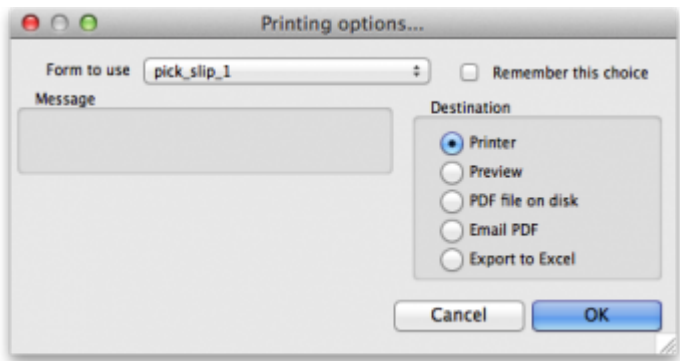 Printing options...
Form to use pick_slip_1 Remember this choice
Message
Destination
Printer
Preview
PDF file on disk
Email PDF
Export to Excel
Cancel OK